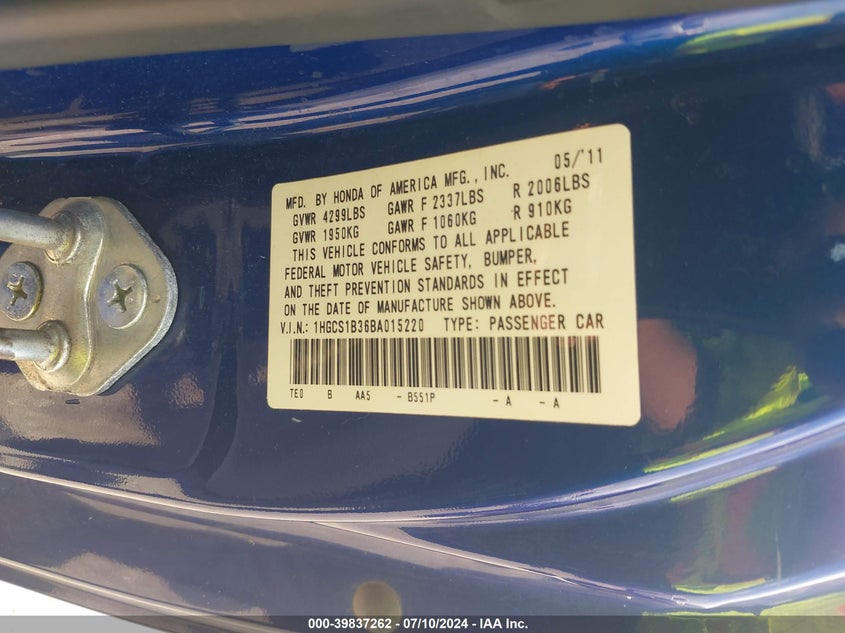 MFD. BY HONDA OF AMERICA MFG., INC. 05/'11
GVWR 4299LBS GAWR F 2337LBS R 2006LBS
GVWR 1950KG GAWR F 1060KG R 910KG
THIS VEHICLE CONFORMS TO ALL APPLICABLE
FEDERAL MOTOR VEHICLE SAFETY, BUMPER,
AND THEFT PREVENTION STANDARDS IN EFFECT
ON THE DATE OF MANUFACTURE SHOWN ABOVE.
V.I.N.: 1HGCS1B36BA015220 TYPE: PASSENGER CAR
TE0 B AA5 - B551P - A - A
000-39837262 / 07/10/2024 - IAA Inc.